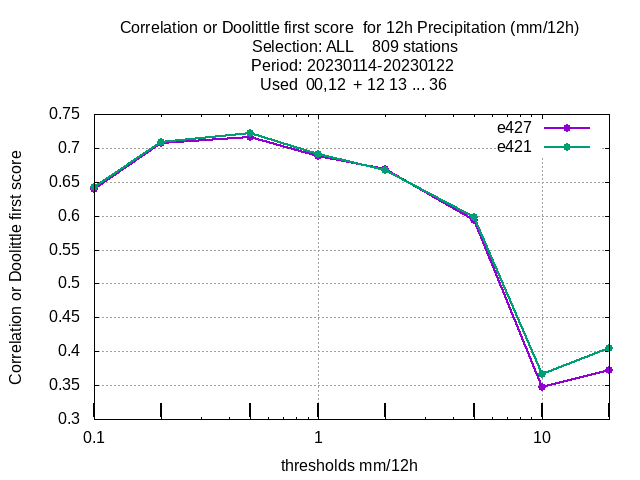 Correlation or Doolittle first score  for 12h Precipitation (mm/12h)
Selection: ALL    809 stations
Period: 20230114-20230122
Used  00,12  + 12 13 ... 36
e427
e421
Correlation or Doolittle first score
0.75
0.7
0.65
0.6
0.55
0.5
0.45
0.4
0.35
0.3
0.1
1
10
thresholds mm/12h